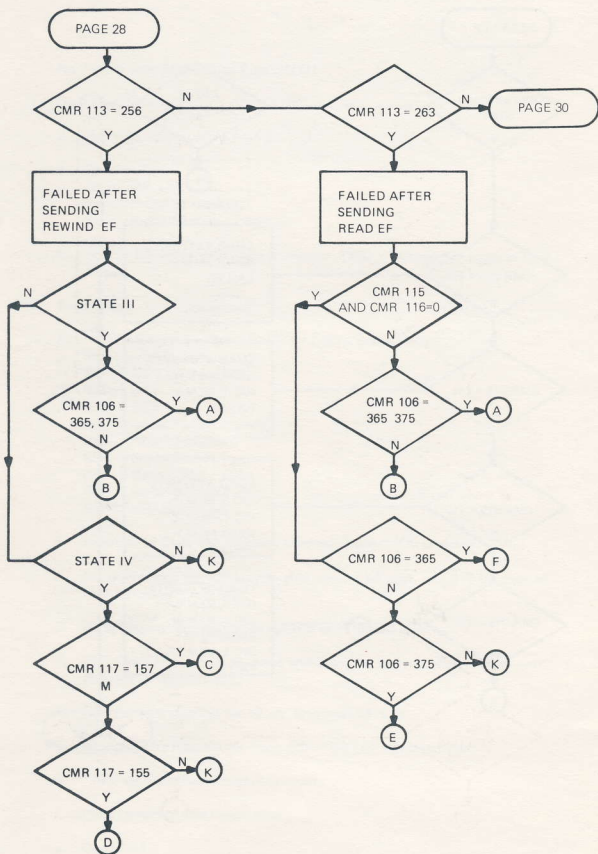 PAGE 28
CMR 113 = 256
N
Y
CMR 113 = 263
N
Y
PAGE 30
FAILED AFTER
SENDING
REWIND EF
FAILED AFTER
SENDING
READ EF
N
STATE III
Y
Y
CMR 115
AND CMR 116=0
N
CMR 106 =
365, 375
Y
A
N
B
CMR 106 =
365 375
Y
A
N
B
STATE IV
N
K
Y
CMR 106 = 365
Y
F
N
CMR 117 = 157
Y
C
M
CMR 106 = 375
N
K
Y
E
CMR 117 = 155
N
K
Y
D